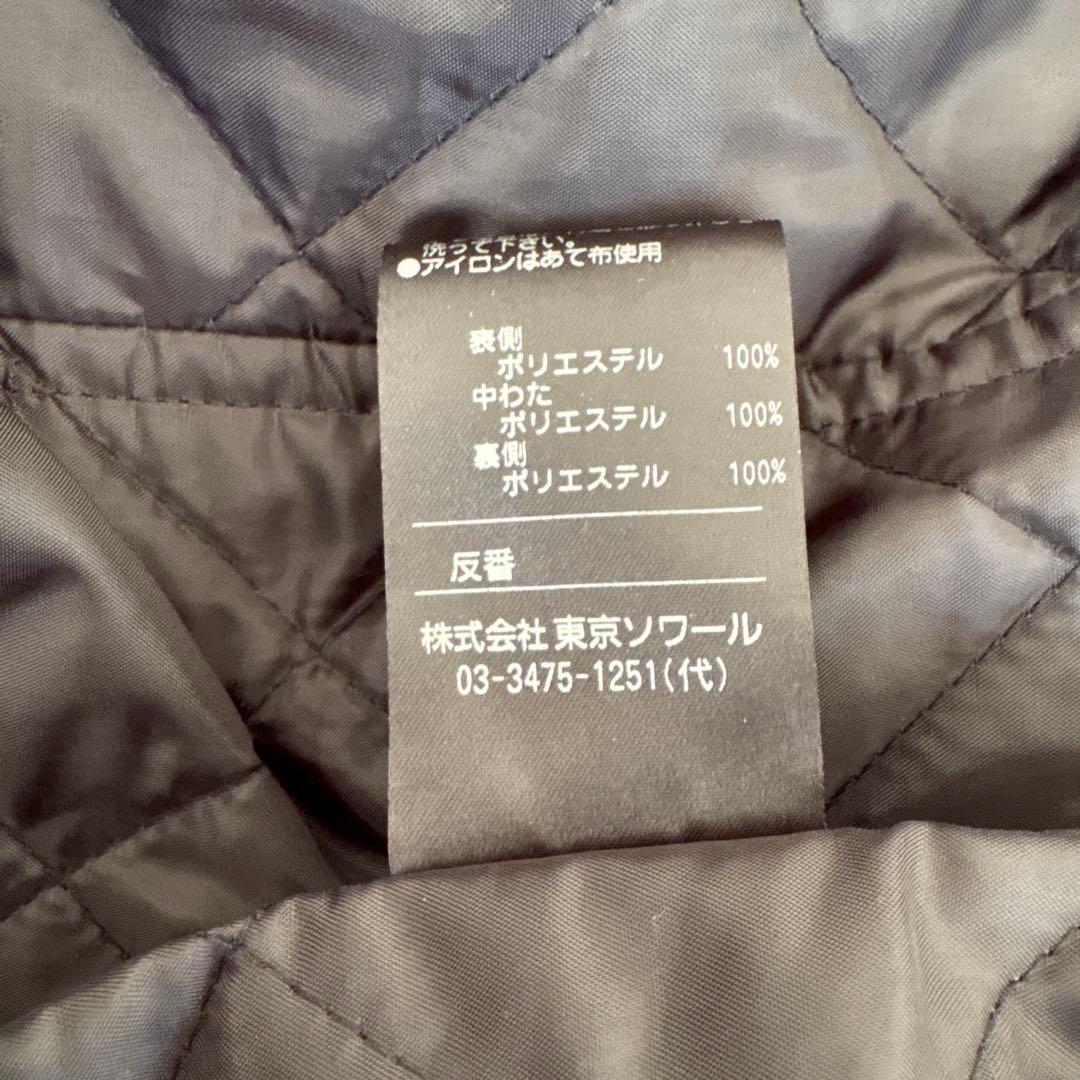 洗って下さい。
●アイロンはあて布使用
表側
ポリエステル 100%
中わた
ポリエステル 100%
裏側
ポリエステル 100%
反番
株式会社 東京ソワール
03-3475-1251(代)